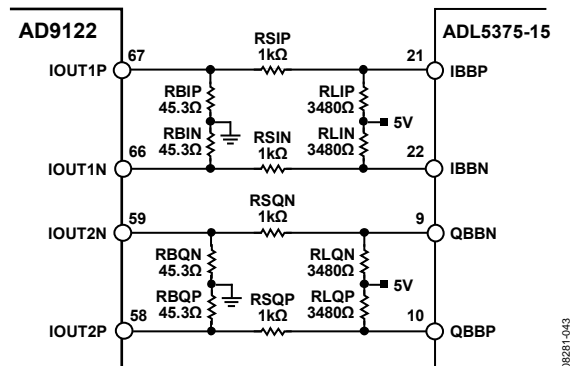 AD9122
ADL5375-15
IOUT1P
67
RSIP
1kΩ
21
IBBP
RBIP
45.3Ω
RLIP
3480Ω
5V
RBIN
45.3Ω
RSIN
1kΩ
RLIN
3480Ω
IOUT1N
66
22
IBBN
IOUT2N
59
RSQN
1kΩ
9
QBBN
RBQN
45.3Ω
RLQN
3480Ω
5V
RBQP
45.3Ω
RSQP
1kΩ
RLQP
3480Ω
IOUT2P
58
10
QBBP
08281-043